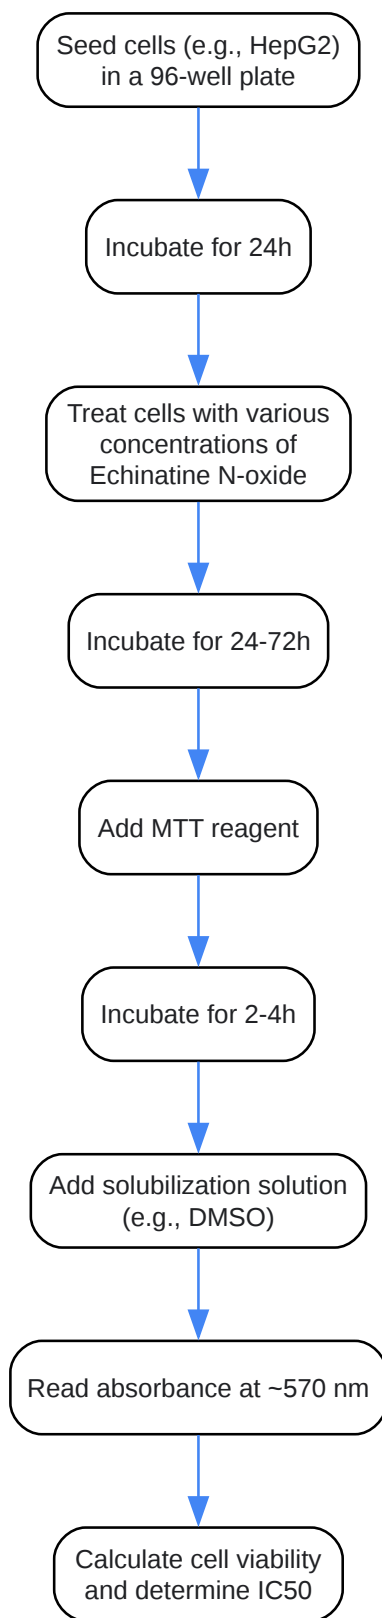 Seed cells (e.g., HepG2)
in a 96-well plate
Incubate for 24h
Treat cells with various
concentrations of
Echinatine N-oxide
Incubate for 24-72h
Add MTT reagent
Incubate for 2-4h
Add solubilization solution
(e.g., DMSO)
Read absorbance at ~570 nm
Calculate cell viability
and determine IC50